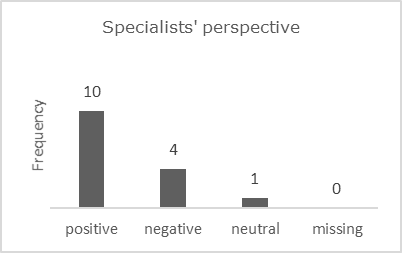 Specialists' perspective
Frequency
10
4
1
0
positive
negative
neutral
missing